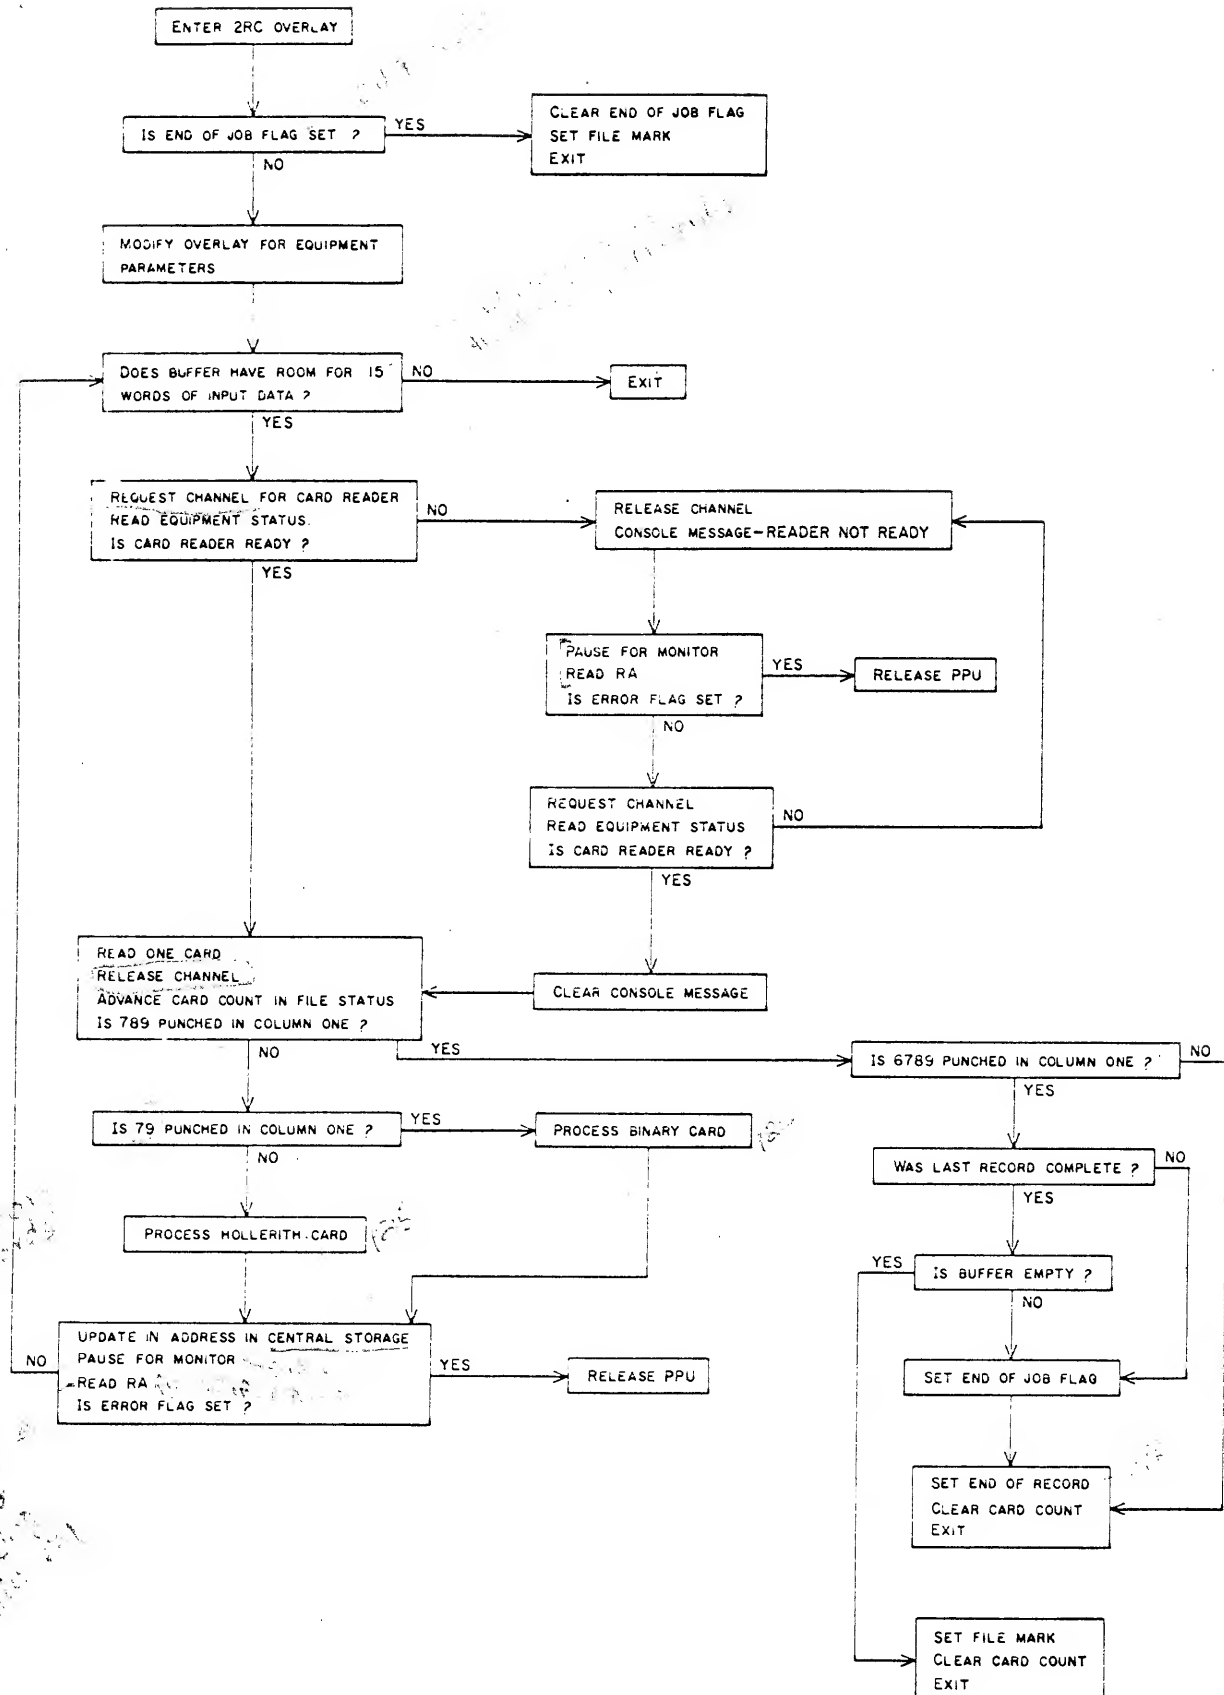 ENTER 2RC OVERLAY
IS END OF JOB FLAG SET ?
YES
CLEAR END OF JOB FLAG
SET FILE MARK
EXIT
NO
MODIFY OVERLAY FOR EQUIPMENT
PARAMETERS
DOES BUFFER HAVE ROOM FOR 15
WORDS OF INPUT DATA ?
NO
EXIT
YES
REQUEST CHANNEL FOR CARD READER
READ EQUIPMENT STATUS.
IS CARD READER READY ?
NO
RELEASE CHANNEL
CONSOLE MESSAGE-READER NOT READY
YES
PAUSE FOR MONITOR
READ RA
IS ERROR FLAG SET ?
YES
RELEASE PPU
NO
REQUEST CHANNEL
READ EQUIPMENT STATUS
IS CARD READER READY ?
NO
YES
READ ONE CARD
RELEASE CHANNEL
ADVANCE CARD COUNT IN FILE STATUS
IS 789 PUNCHED IN COLUMN ONE ?
CLEAR CONSOLE MESSAGE
NO
YES
IS 6789 PUNCHED IN COLUMN ONE ?
NO
YES
IS 79 PUNCHED IN COLUMN ONE ?
YES
PROCESS BINARY CARD
NO
WAS LAST RECORD COMPLETE ?
NO
YES
PROCESS HOLLERITH CARD
YES
IS BUFFER EMPTY ?
NO
UPDATE IN ADDRESS IN CENTRAL STORAGE
PAUSE FOR MONITOR
READ RA
IS ERROR FLAG SET ?
NO
YES
RELEASE PPU
SET END OF JOB FLAG
SET END OF RECORD
CLEAR CARD COUNT
EXIT
SET FILE MARK
CLEAR CARD COUNT
EXIT